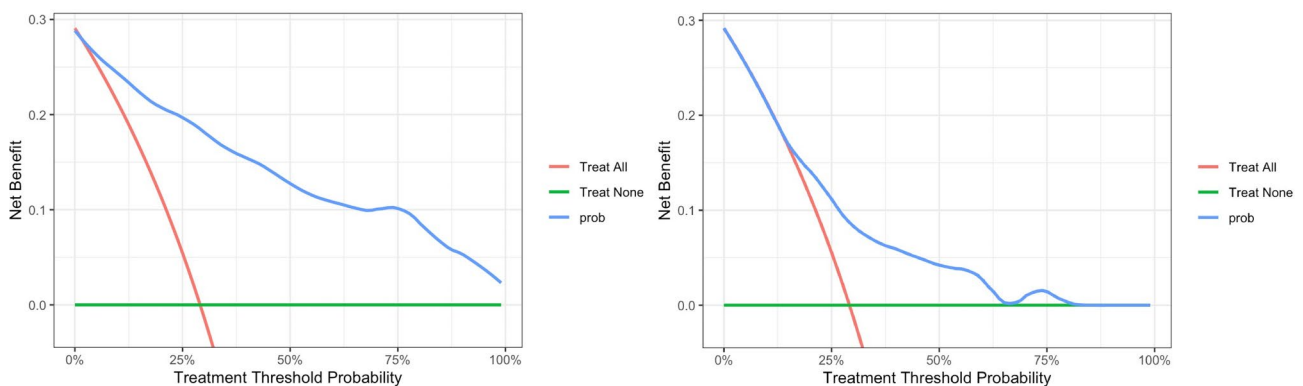 0.3
0.2
0.1
0.0
Net Benefit
0%
25%
50%
75%
100%
Treatment Threshold Probability
Treat All
Treat None
prob
0.3
0.2
0.1
0.0
Net Benefit
0%
25%
50%
75%
100%
Treatment Threshold Probability
Treat All
Treat None
prob